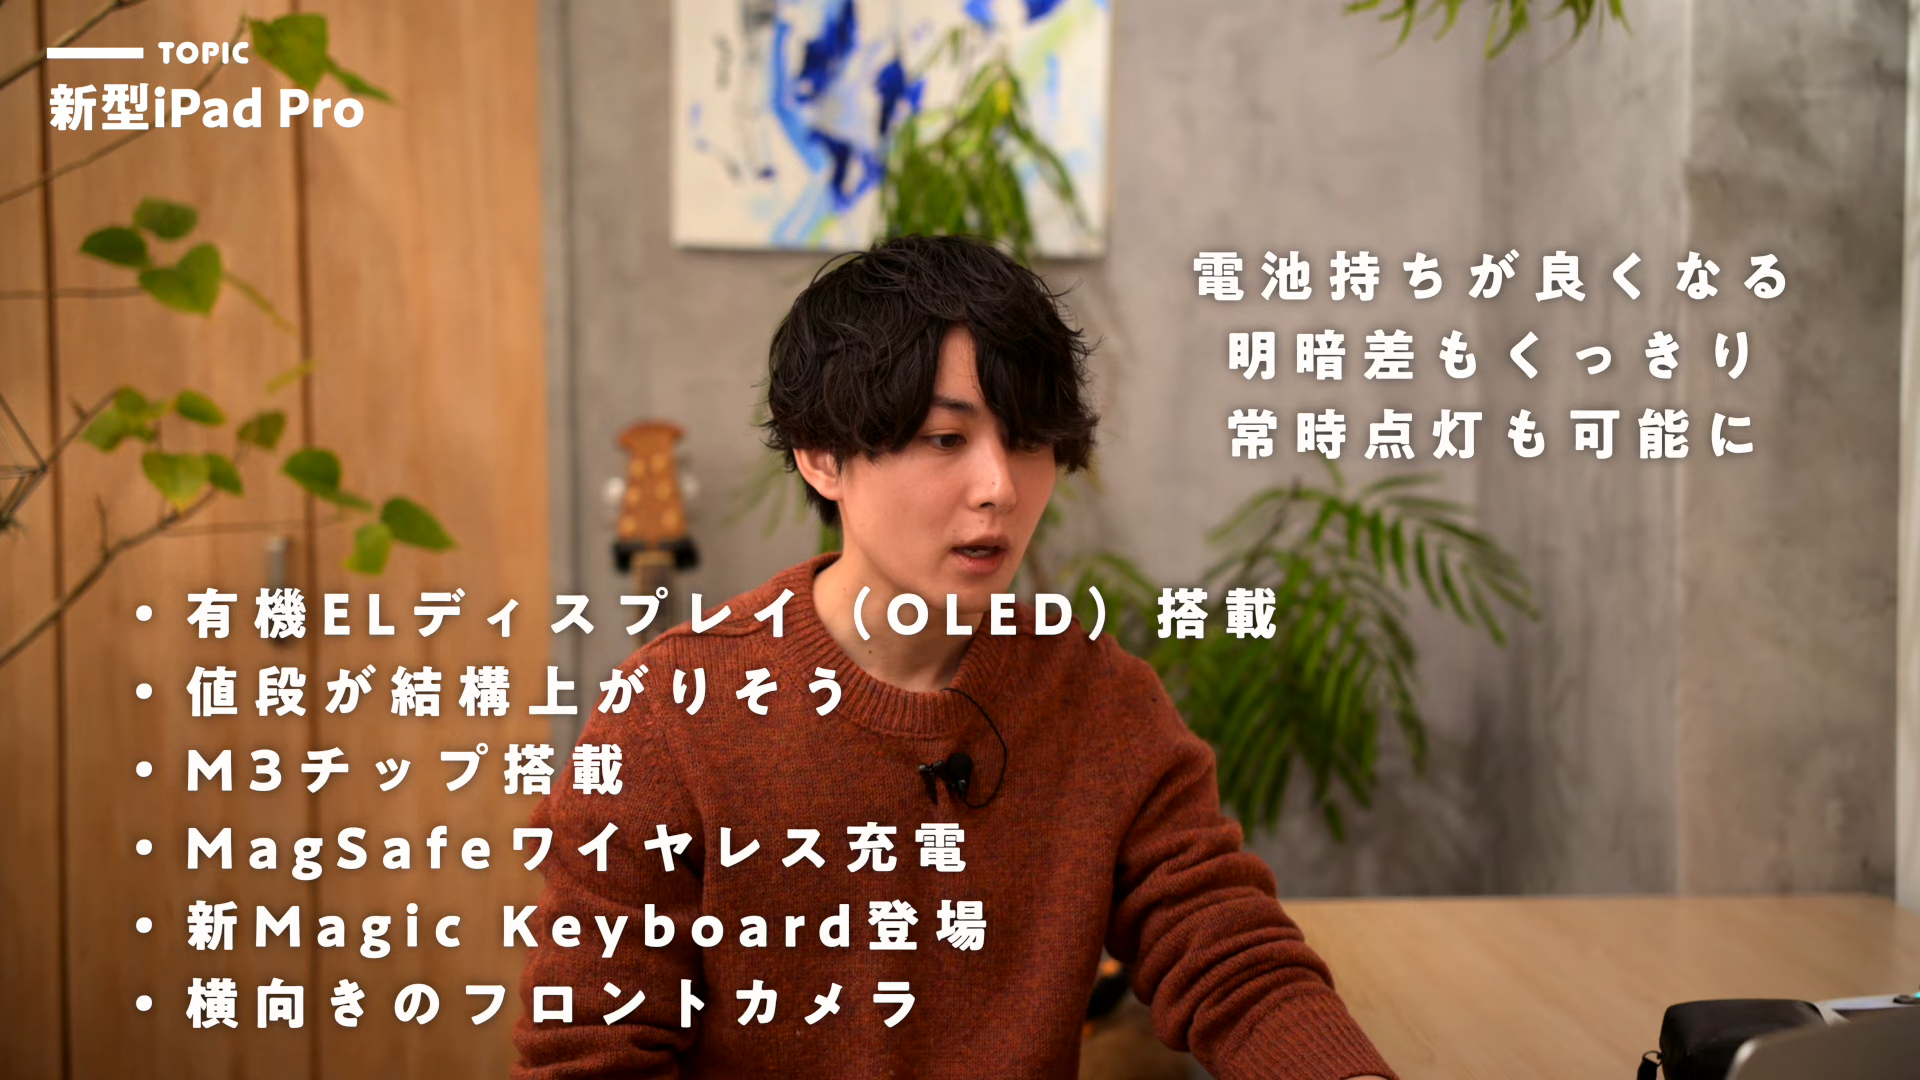 TOPIC
新型iPad Pro
電池持ちが良くなる
明暗差もくっきり
常時点灯も可能に
・有機ELディスプレイ（OLED）搭載
・値段が結構上がりそう
・M3チップ搭載
・MagSafeワイヤレス充電
・新Magic Keyboard登場
・横向きのフロントカメラ